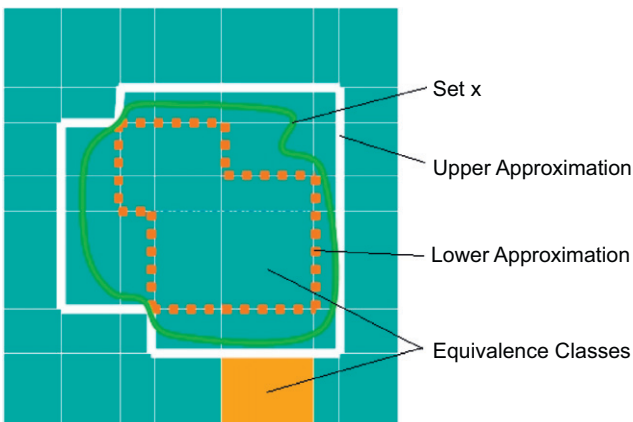 Set x
Upper Approximation
Lower Approximation
Equivalence Classes